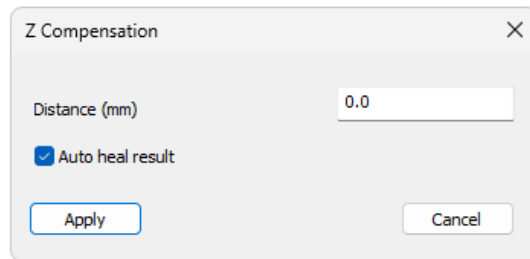 Z Compensation
Distance (mm) 0.0
Auto heal result
Apply Cancel